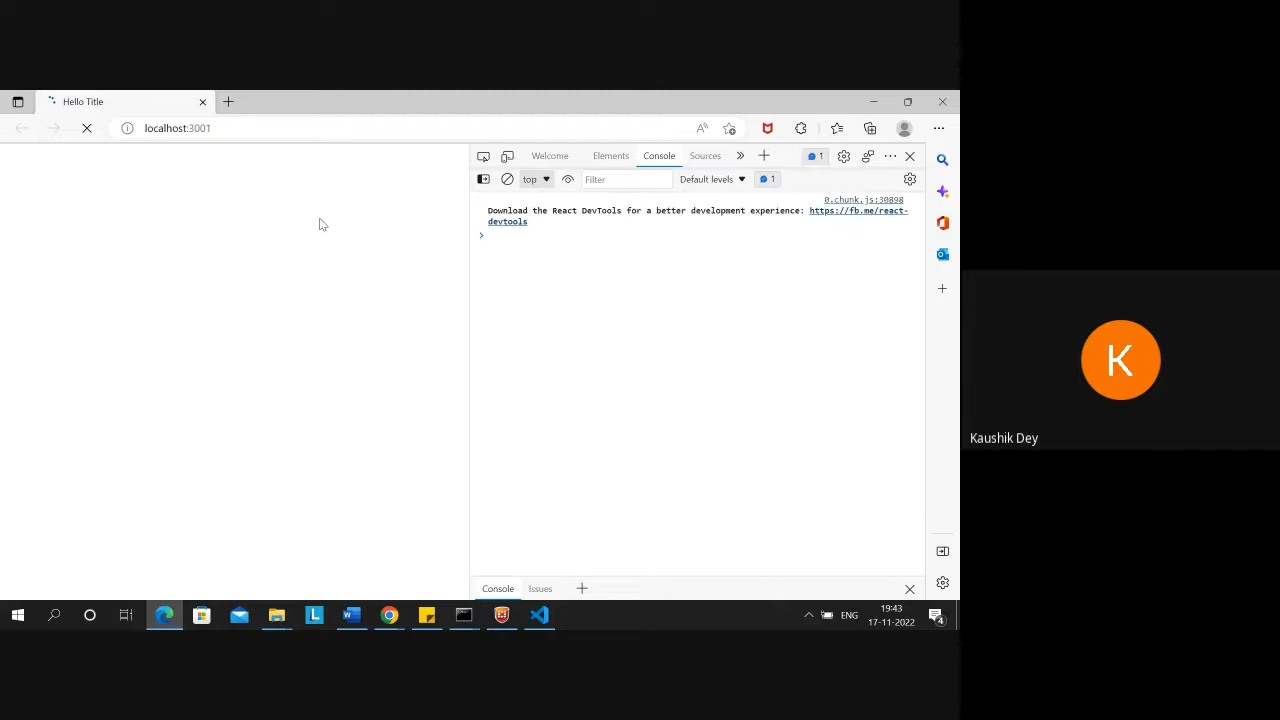 Hello Title
localhost:3001
Welcome
Elements
Console
Sources
1
top
Filter
Default levels
1
0.chunk.js:30898
Download the React DevTools for a better development experience: https://fb.me/react-
devtools
K
Kaushik Dey
Console
Issues
ENG
19:43
17-11-2022
4